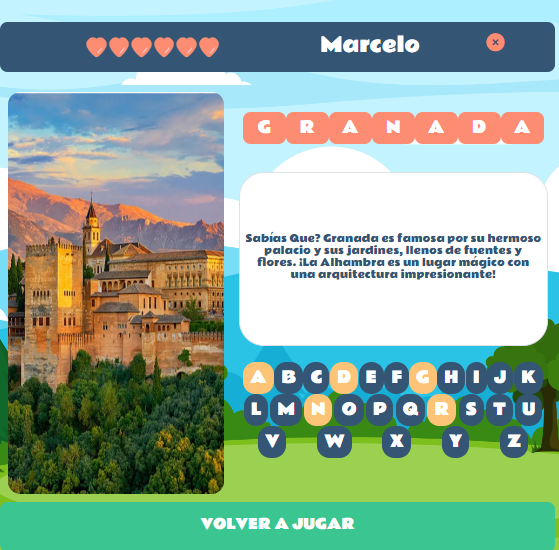 Marcelo
×
G R A N A D A
Sabías Que? Granada es famosa por su hermoso
palacio y sus jardines, llenos de fuentes y
flores. ¡La Alhambra es un lugar mágico con
una arquitectura impresionante!
A B C D E F G H I J K
L M N O P Q R S T U
V W X Y Z
VOLVER A JUGAR